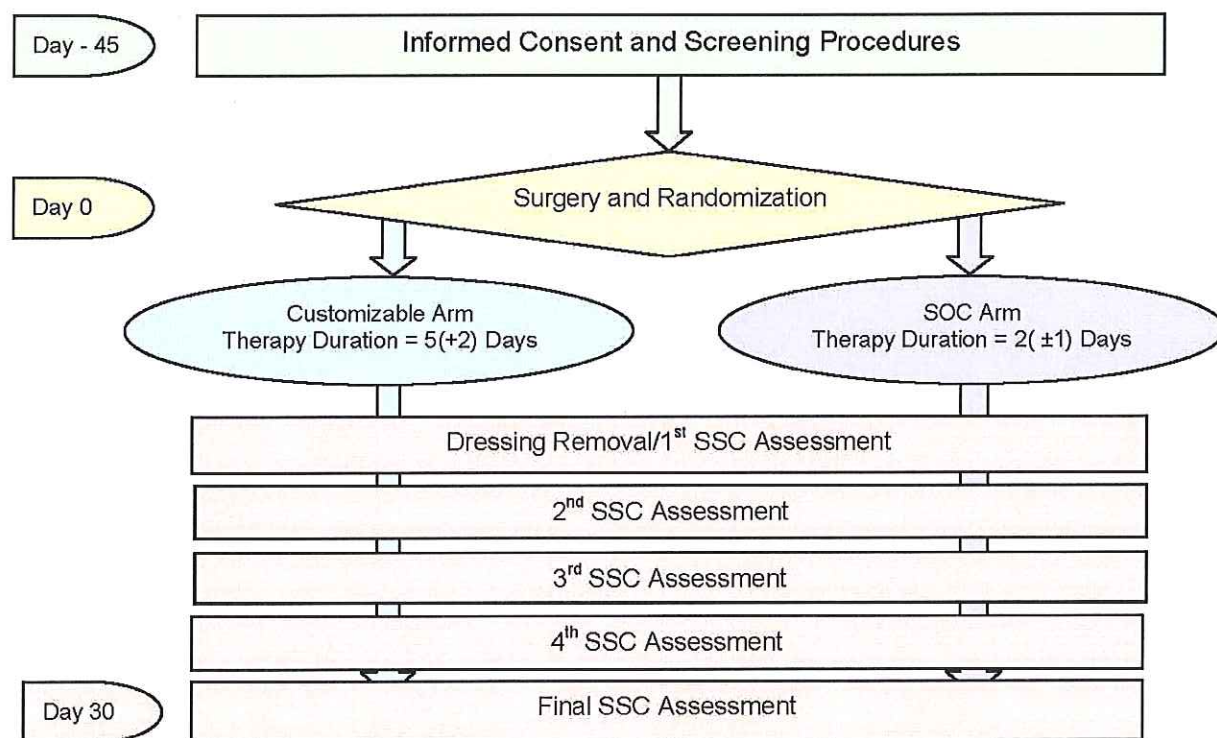 Day - 45
Informed Consent and Screening Procedures
Day 0
Surgery and Randomization
Customizable Arm
Therapy Duration = 5(+2) Days
SOC Arm
Therapy Duration = 2( ±1) Days
Dressing Removal/1st SSC Assessment
2nd SSC Assessment
3rd SSC Assessment
4th SSC Assessment
Day 30
Final SSC Assessment